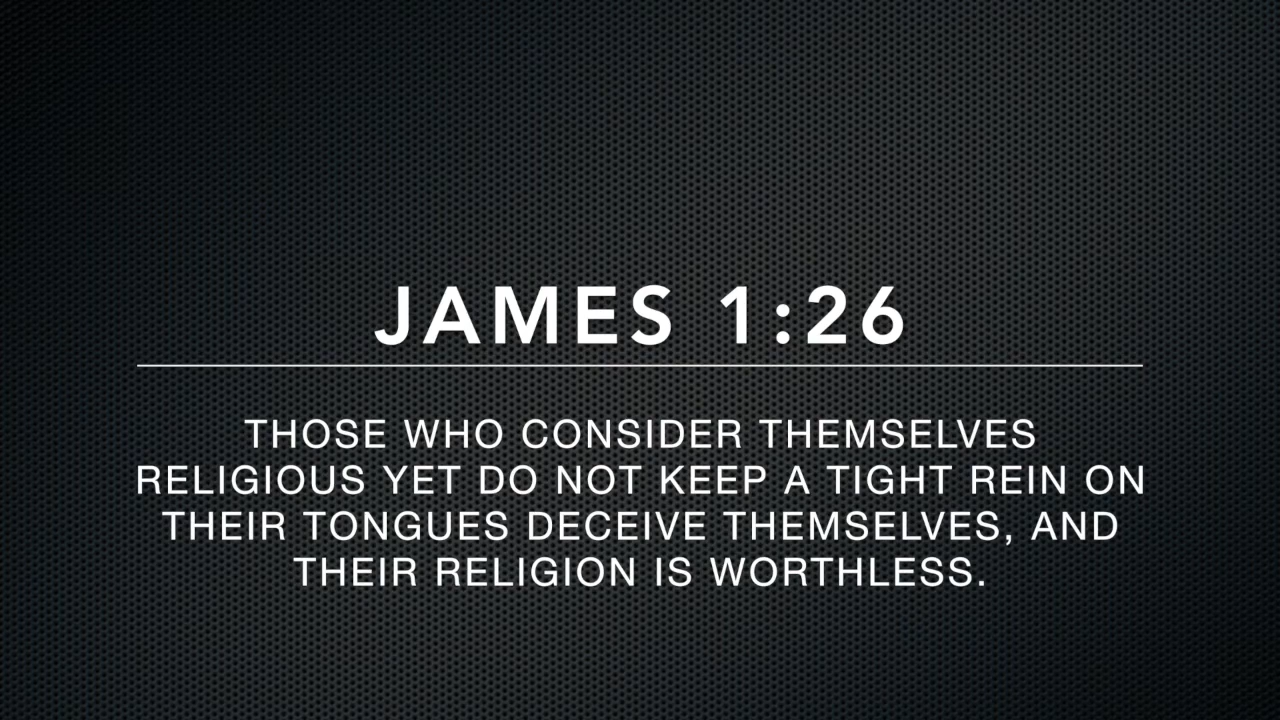 JAMES 1:26
THOSE WHO CONSIDER THEMSELVES
RELIGIOUS YET DO NOT KEEP A TIGHT REIN ON
THEIR TONGUES DECEIVE THEMSELVES, AND
THEIR RELIGION IS WORTHLESS.